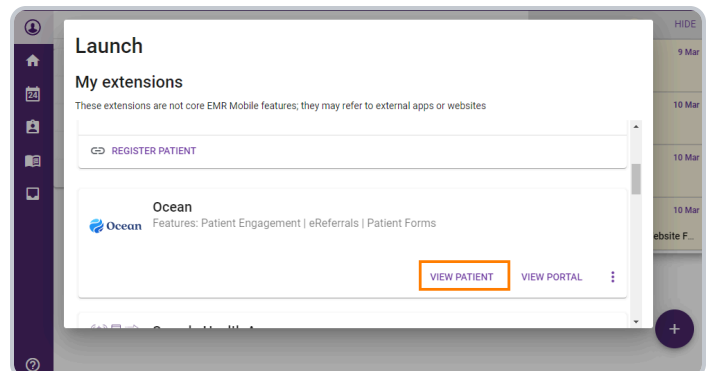 HIDE
Launch
9 Mar
My extensions
These extensions are not core EMR Mobile features; they may refer to external apps or websites
24
10 Mar
REGISTER PATIENT
10 Mar
Ocean
Ocean
Features: Patient Engagement | eReferrals | Patient Forms
10 Mar
ebsite F...
VIEW PATIENT
VIEW PORTAL
+
?